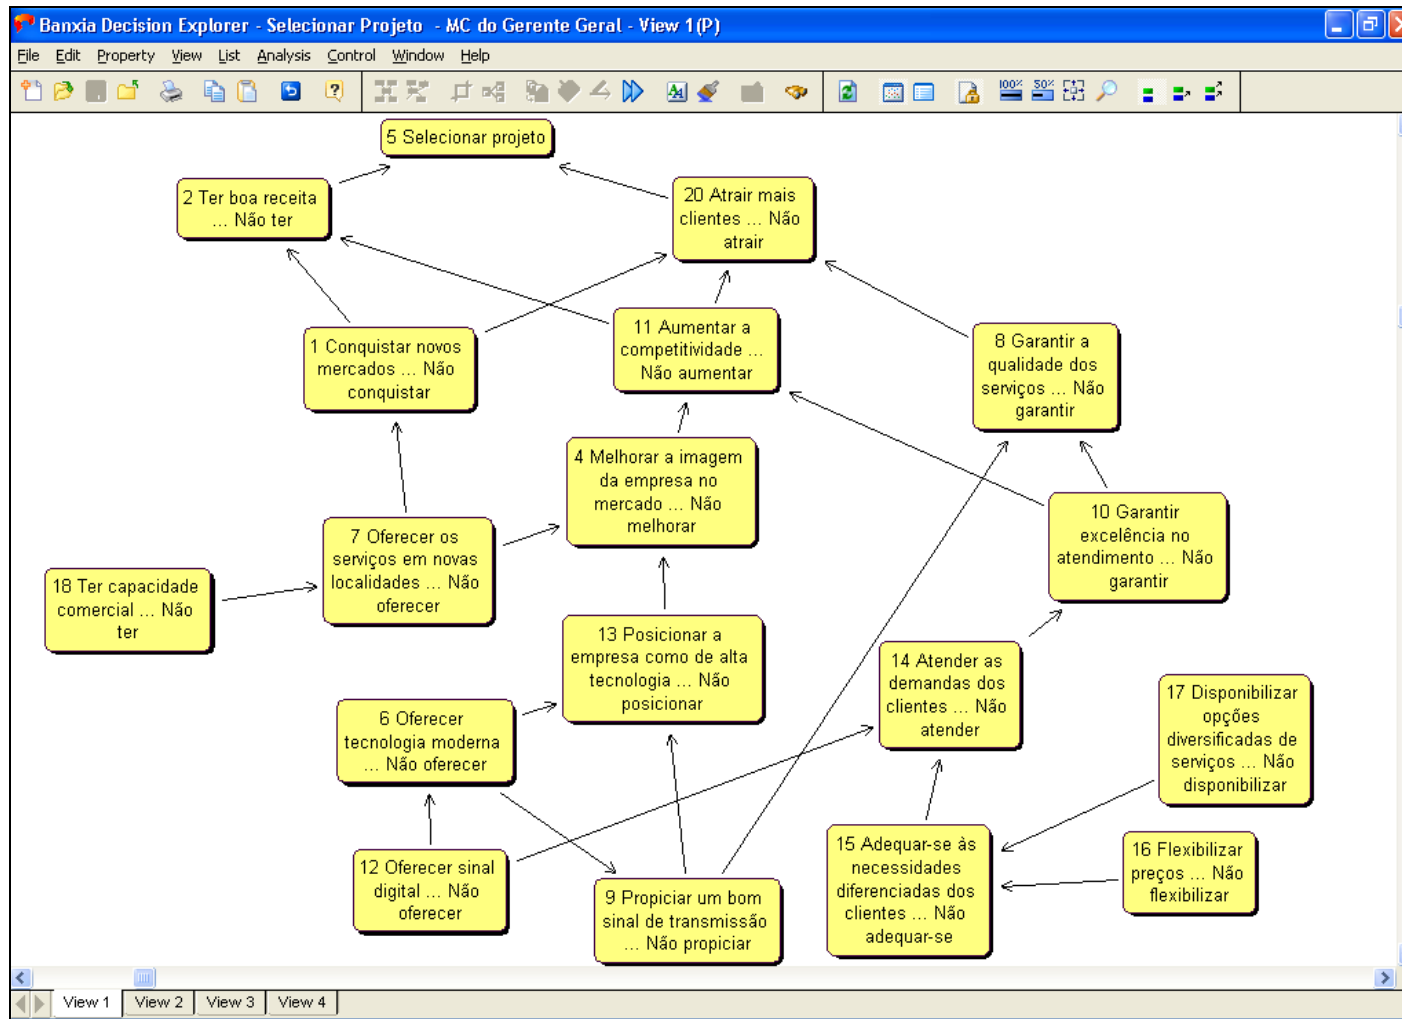 Banxia Decision Explorer - Selecionar Projeto - MC do Gerente Geral - View 1(P)
File Edit Property View List Analysis Control Window Help
100% 50%
5 Selecionar projeto
2 Ter boa receita
... Não ter
20 Atrair mais
clientes ... Não
atrair
1 Conquistar novos
mercados ... Não
conquistar
11 Aumentar a
competitividade ...
Não aumentar
8 Garantir a
qualidade dos
serviços ... Não
garantir
4 Melhorar a imagem
da empresa no
mercado ... Não
melhorar
10 Garantir
excelência no
atendimento ... Não
garantir
7 Oferecer os
serviços em novas
localidades ... Não
oferecer
18 Ter capacidade
comercial ... Não
ter
13 Posicionar a
empresa como de alta
tecnologia ... Não
posicionar
14 Atender as
demandas dos
clientes ... Não
atender
17 Disponibilizar
opções
diversificadas de
serviços ... Não
disponibilizar
6 Oferecer
tecnologia moderna
... Não oferecer
12 Oferecer sinal
digital ... Não
oferecer
9 Propiciar um bom
sinal de transmissão
... Não propiciar
15 Adequar-se às
necessidades
diferenciadas dos
clientes ... Não
adequar-se
16 Flexibilizar
preços ... Não
flexibilizar
View 1 View 2 View 3 View 4